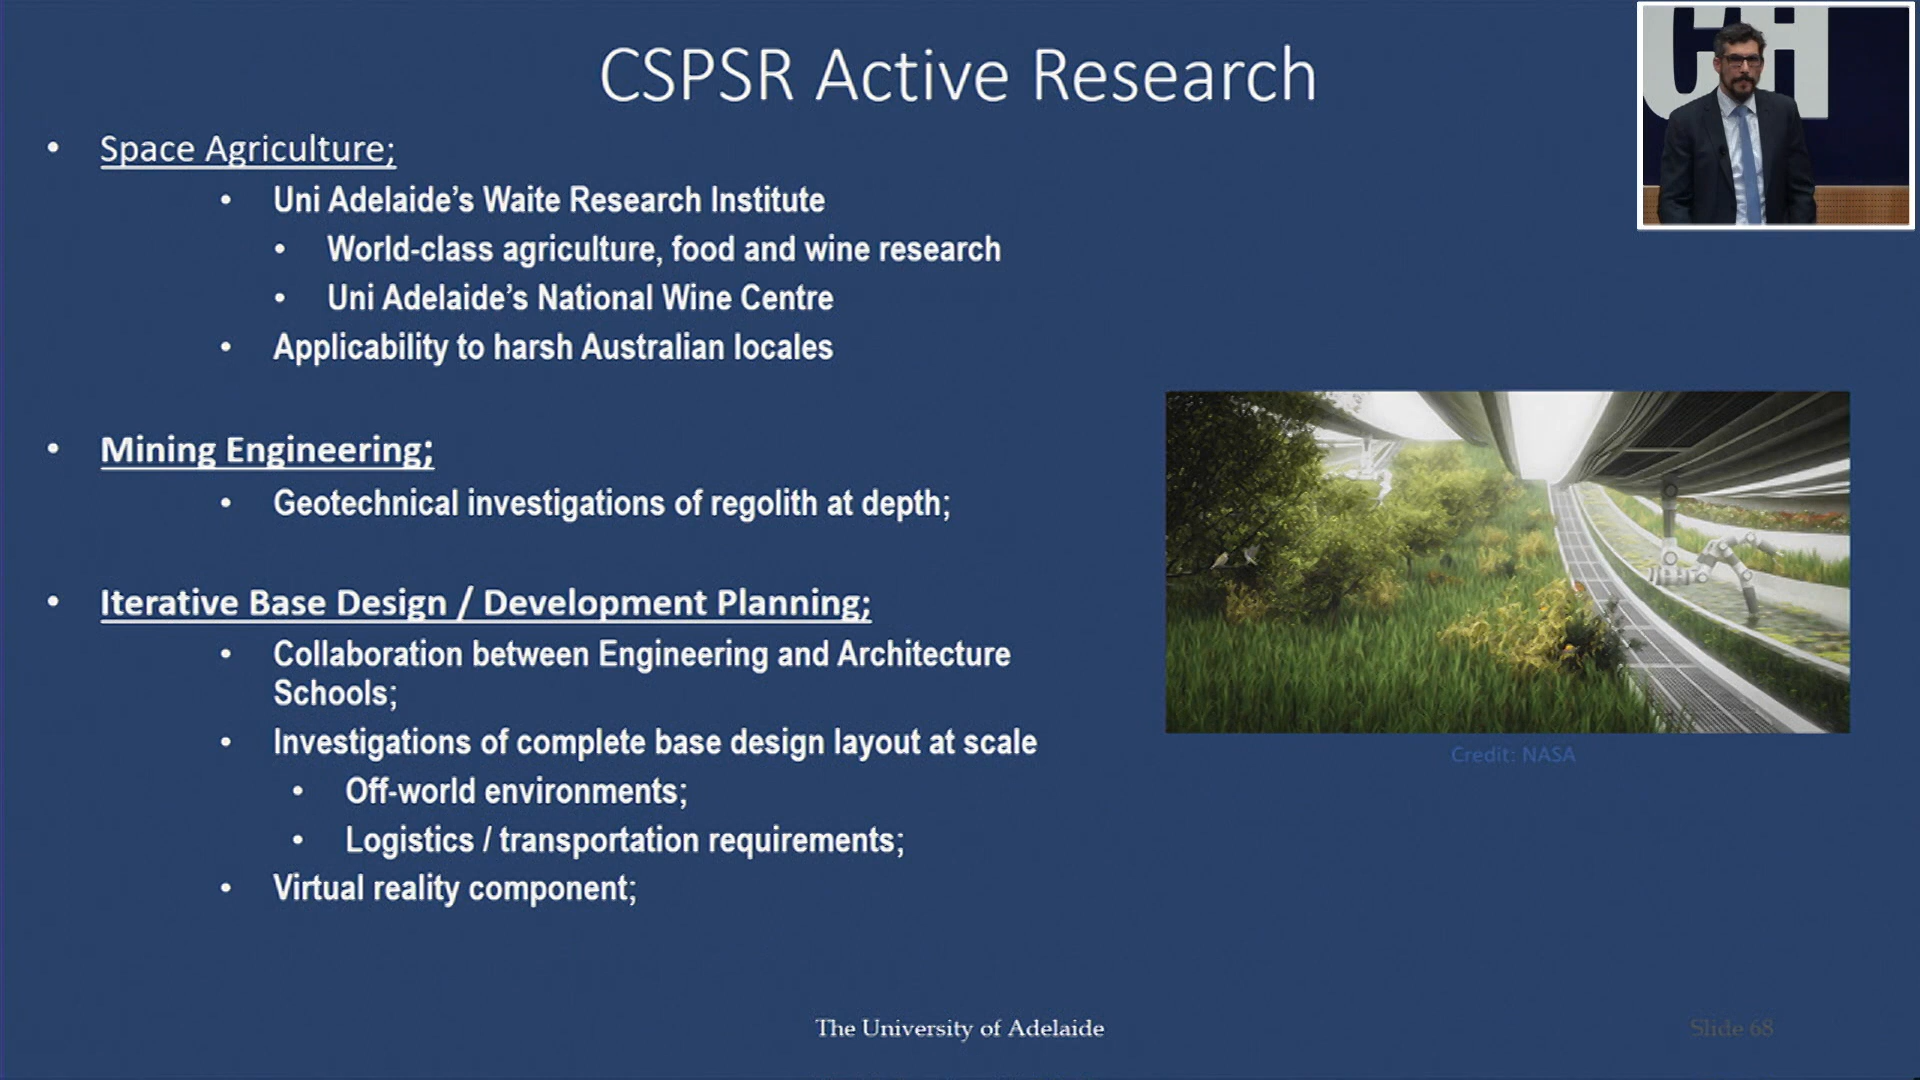 CSPSR Active Research
• Space Agriculture;
• Uni Adelaide’s Waite Research Institute
• World-class agriculture, food and wine research
• Uni Adelaide’s National Wine Centre
• Applicability to harsh Australian locales
• Mining Engineering;
• Geotechnical investigations of regolith at depth;
• Iterative Base Design / Development Planning;
• Collaboration between Engineering and Architecture
Schools;
• Investigations of complete base design layout at scale
• Off-world environments;
• Logistics / transportation requirements;
• Virtual reality component;
Credit: NASA
The University of Adelaide
Slide 68